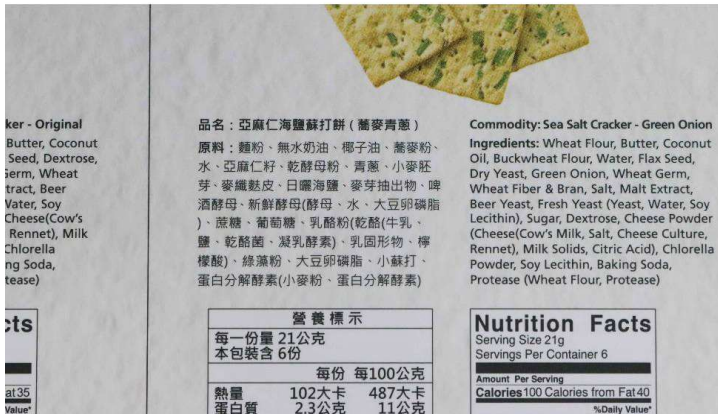 ker - Original
Butter, Coconut
Seed, Dextrose,
Germ, Wheat
tract, Beer
Water, Soy
Cheese(Cow's
Rennet), Milk
Chlorella
ng Soda,
tease)
cts
at35
Value*
品名：亞麻仁海鹽蘇打餅（蕎麥青蔥）
原料：麵粉、無水奶油、椰子油、蕎麥粉、
水、亞麻仁籽、乾酵母粉、青蔥、小麥胚
芽、麥纖麩皮、日曬海鹽、麥芽抽出物、啤
酒酵母、新鮮酵母(酵母、水、大豆卵磷脂
)、蔗糖、葡萄糖、乳酪粉(乾酪(牛乳、
鹽、乾酪菌、凝乳酵素)、乳固形物、檸
檬酸)、綠藻粉、大豆卵磷脂、小蘇打、
蛋白分解酵素(小麥粉、蛋白分解酵素)
營養標示
每一份量 21公克
本包裝含 6份
每份 每100公克
熱量 102大卡 487大卡
蛋白質 2.3公克 11公克
Commodity: Sea Salt Cracker - Green Onion
Ingredients: Wheat Flour, Butter, Coconut
Oil, Buckwheat Flour, Water, Flax Seed,
Dry Yeast, Green Onion, Wheat Germ,
Wheat Fiber & Bran, Salt, Malt Extract,
Beer Yeast, Fresh Yeast (Yeast, Water, Soy
Lecithin), Sugar, Dextrose, Cheese Powder
(Cheese(Cow's Milk, Salt, Cheese Culture,
Rennet), Milk Solids, Citric Acid), Chlorella
Powder, Soy Lecithin, Baking Soda,
Protease (Wheat Flour, Protease)
Nutrition Facts
Serving Size 21g
Servings Per Container 6
Amount Per Serving
Calories 100 Calories from Fat 40
%Daily Value*